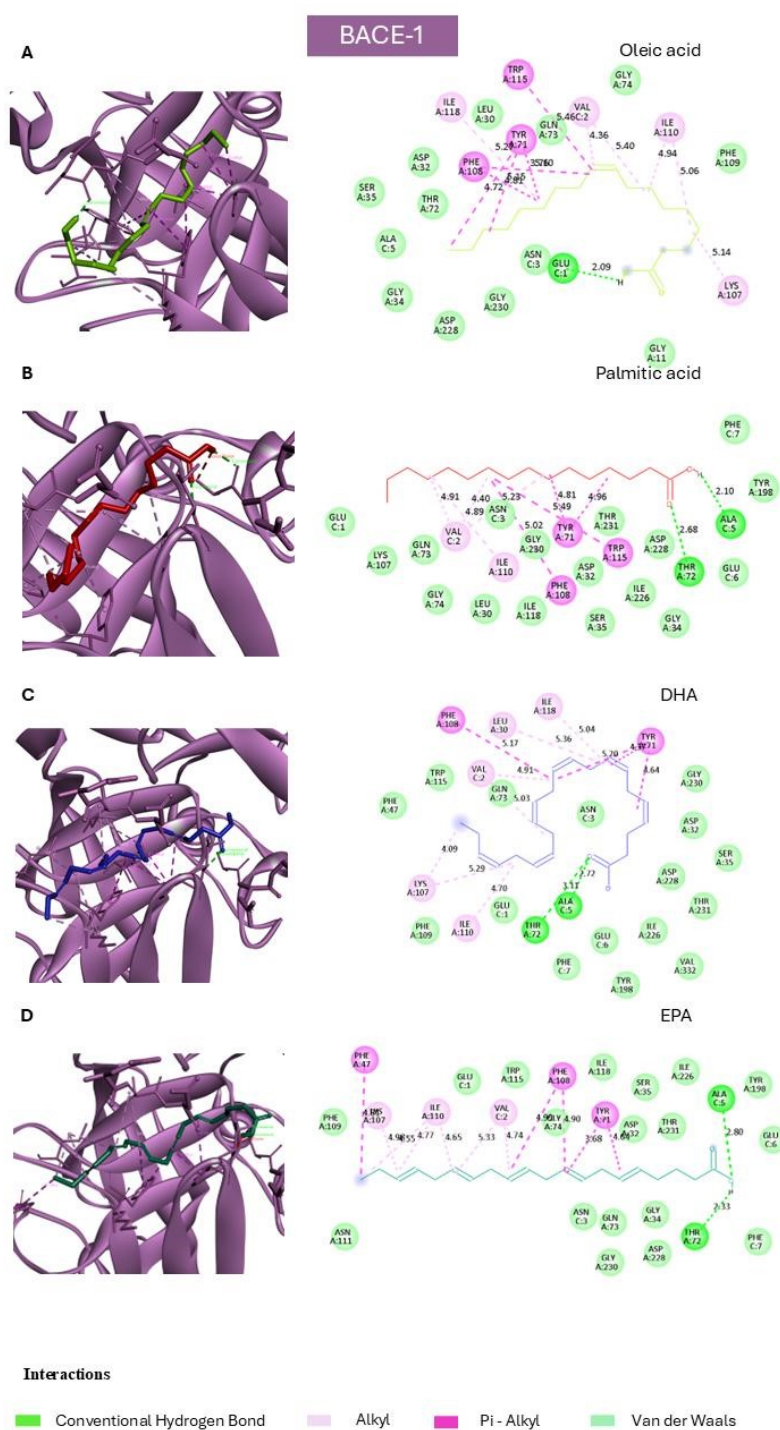 BACE-1
A
Oleic acid
TRP A:115
GLY A:74
ILE A:118
LEU A:30
VAL C:2
GLN A:73
ILE A:110
TYR A:71
5.46
4.36
5.40
4.94
PHE A:108
PHE A:109
ASP A:32
4.72
5.06
SER A:35
THR A:72
ALA C:5
ASN C:3
GLU C:1
2.09
5.14
LYS A:107
GLY A:34
GLY A:230
ASP A:228
GLY A:11
B
Palmitic acid
PHE C:7
TYR A:198
2.10
4.91
4.40
5.23
4.81
4.96
4.89
5.49
ALA C:5
GLU C:1
ASN C:3
THR A:231
2.68
VAL C:2
5.02
TYR A:71
LYS A:107
GLN A:73
GLY A:230
TRP A:115
ASP A:228
ILE A:110
ASP A:32
THR A:72
GLU C:6
PHE A:108
GLY A:74
LEU A:30
ILE A:118
ILE A:226
SER A:35
GLY A:34
C
DHA
ILE A:118
PHE A:108
LEU A:30
5.04
5.36
TYR A:71
5.17
VAL C:2
4.91
TRP A:115
GLN A:73
5.03
4.64
GLY A:230
PHE A:47
ASN C:3
ASP A:32
SER A:35
4.09
5.29
LYS A:107
4.70
ASP A:228
GLU C:1
ALA C:5
THR A:231
PHE A:109
ILE A:110
THR A:72
GLU C:6
ILE A:226
PHE C:7
VAL A:332
TYR A:198
D
EPA
PHE A:47
GLU C:1
TRP A:115
PHE A:108
ILE A:118
SER A:35
ILE A:226
TYR A:198
ALA C:5
PHE A:109
A:107
ILE A:110
VAL C:2
GLY A:74
4.90
TYR A:71
ASP A:32
THR A:231
GLU C:6
4.77
4.65
5.33
4.74
3.68
2.80
ASN A:111
ASN C:3
GLN A:73
GLY A:34
THR A:72
PHE C:7
GLY A:230
ASP A:228
Interactions
Conventional Hydrogen Bond
Alkyl
Pi - Alkyl
Van der Waals